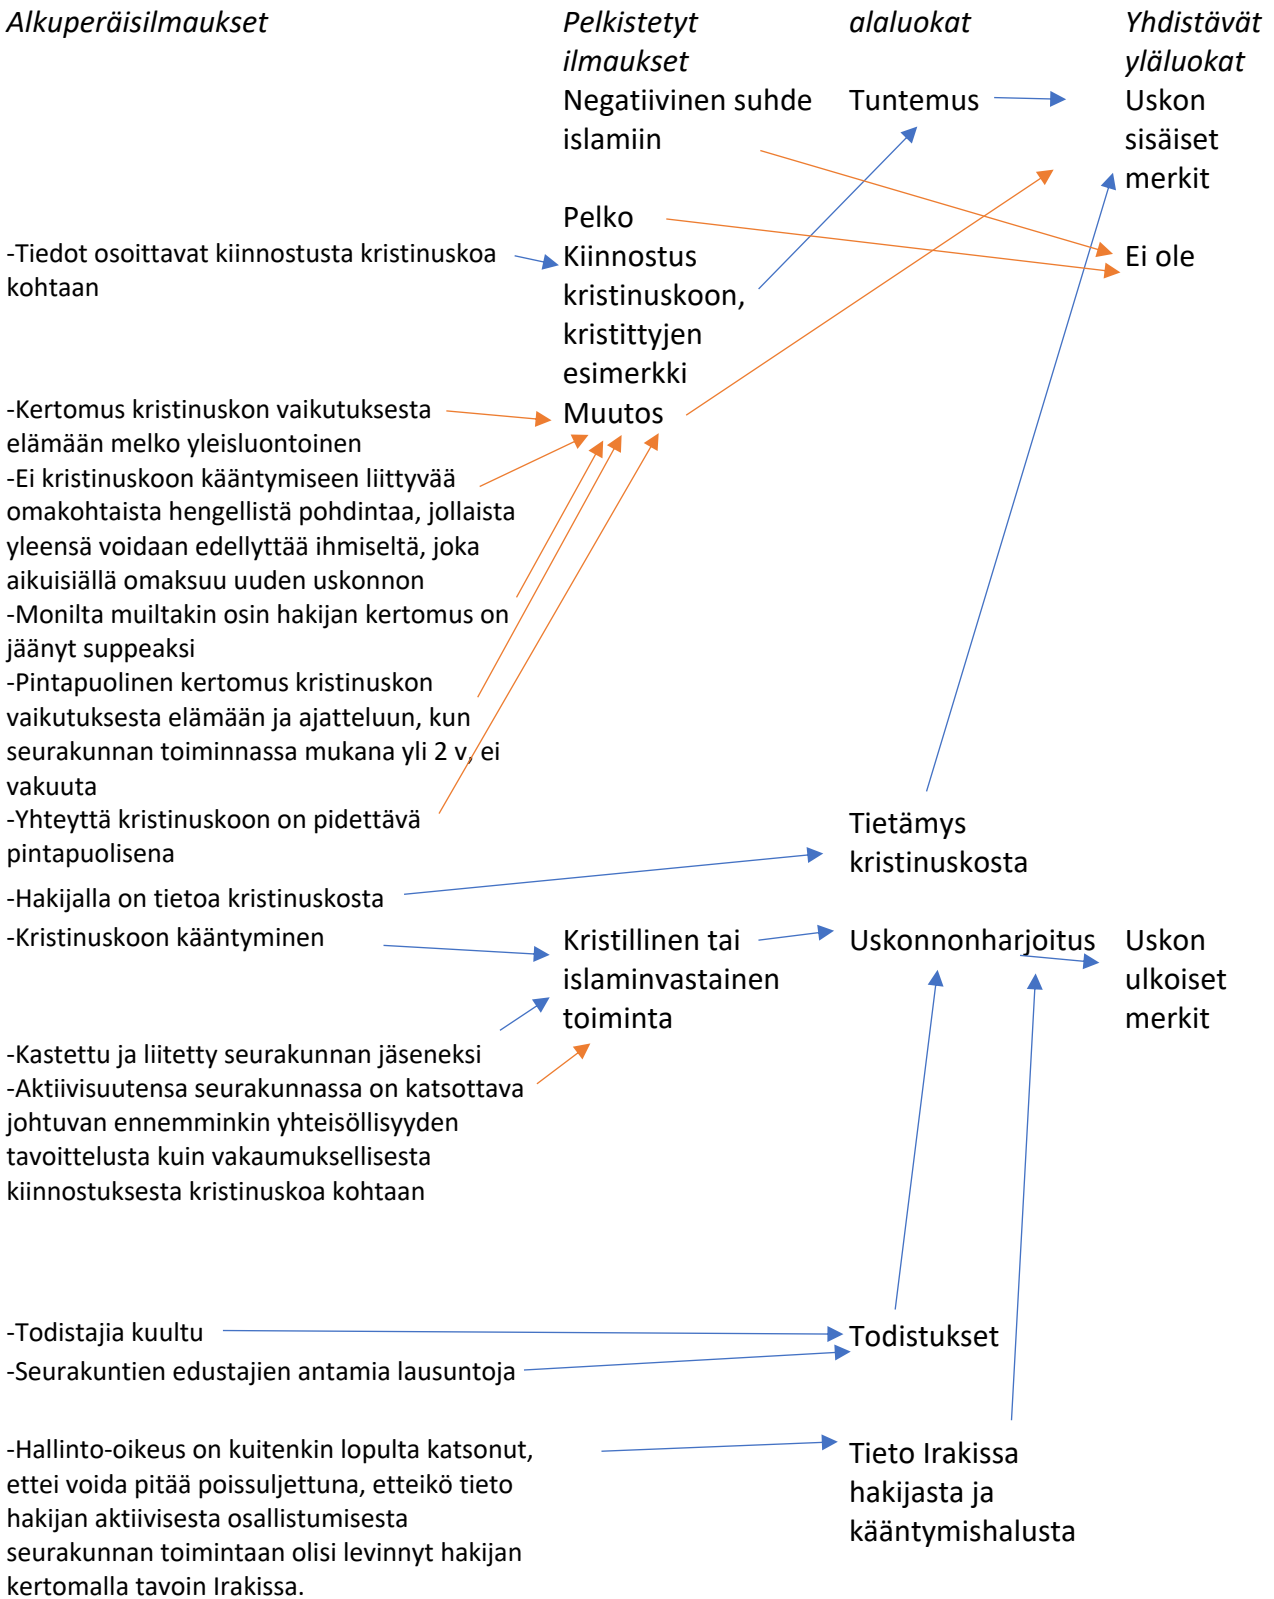 Alkuperäisilmaukset
Pelkistetyt
ilmaukset
alaluokat
Yhdistävät
yläluokat
Negatiivinen suhde
islamiin
Tuntemus
Uskon
sisäiset
merkit
Pelko
-Tiedot osoittavat kiinnostusta kristinuskoa
kohtaan
Kiinnostus
kristinuskoon,
kristittyjen
esimerkki
Ei ole
-Kertomus kristinuskon vaikutuksesta
elämään melko yleisluontoinen
Muutos
-Ei kristinuskoon kääntymiseen liittyvää
omakohtaista hengellistä pohdintaa, jollaista
yleensä voidaan edellyttää ihmiseltä, joka
aikuisiällä omaksuu uuden uskonnon
-Monilta muiltakin osin hakijan kertomus on
jäänyt suppeaksi
-Pintapuolinen kertomus kristinuskon
vaikutuksesta elämään ja ajatteluun, kun
seurakunnan toiminnassa mukana yli 2 v, ei
vakuuta
-Yhteyttä kristinuskoon on pidettävä
pintapuolisena
Tietämys
kristinuskosta
-Hakijalla on tietoa kristinuskosta
-Kristinuskoon kääntyminen
Kristillinen tai
islaminvastainen
toiminta
Uskonnonharjoitus
Uskon
ulkoiset
merkit
-Kastettu ja liitetty seurakunnan jäseneksi
-Aktiivisuutensa seurakunnassa on katsottava
johtuvan ennemminkin yhteisöllisyyden
tavoittelusta kuin vakaumuksellisesta
kiinnostuksesta kristinuskoa kohtaan
-Todistajia kuultu
Todistukset
-Seurakuntien edustajien antamia lausuntoja
-Hallinto-oikeus on kuitenkin lopulta katsonut,
ettei voida pitää poissuljettuna, etteikö tieto
hakijan aktiivisesta osallistumisesta
seurakunnan toimintaan olisi levinnyt hakijan
kertomalla tavoin Irakissa.
Tieto Irakissa
hakijasta ja
kääntymishalusta